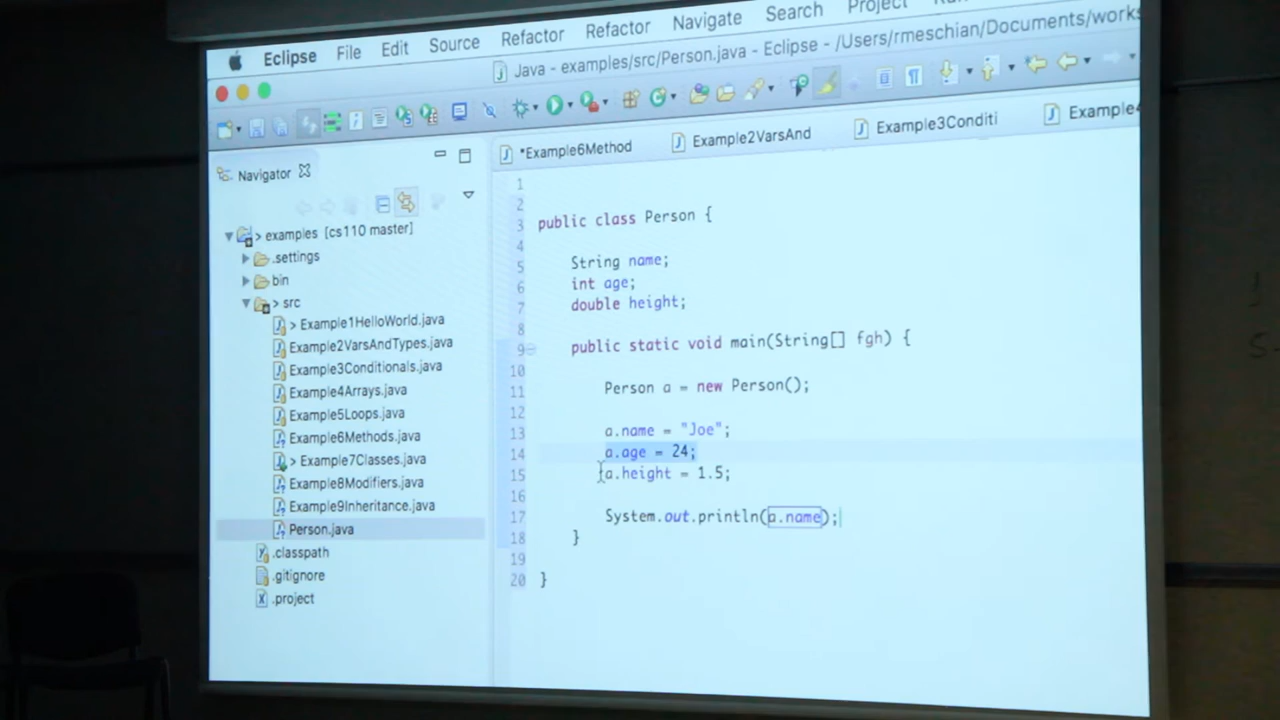 Eclipse File Edit Source Refactor Refactor Navigate Search Project
Java - examples/src/Person.java - Eclipse - /Users/rmeschian/Documents/works
Navigator
*Example6Method Example2VarsAnd Example3Conditi Example4
> examples [cs110 master]
.settings
bin
> src
> Example1HelloWorld.java
Example2VarsAndTypes.java
Example3Conditionals.java
Example4Arrays.java
Example5Loops.java
Example6Methods.java
> Example7Classes.java
Example8Modifiers.java
Example9Inheritance.java
Person.java
.classpath
.gitignore
.project
1
2
3 public class Person {
4
5 String name;
6 int age;
7 double height;
8
9 public static void main(String[] fgh) {
10
11 Person a = new Person();
12
13 a.name = "Joe";
14 a.age = 24;
15 a.height = 1.5;
16
17 System.out.println(a.name);
18 }
19
20 }